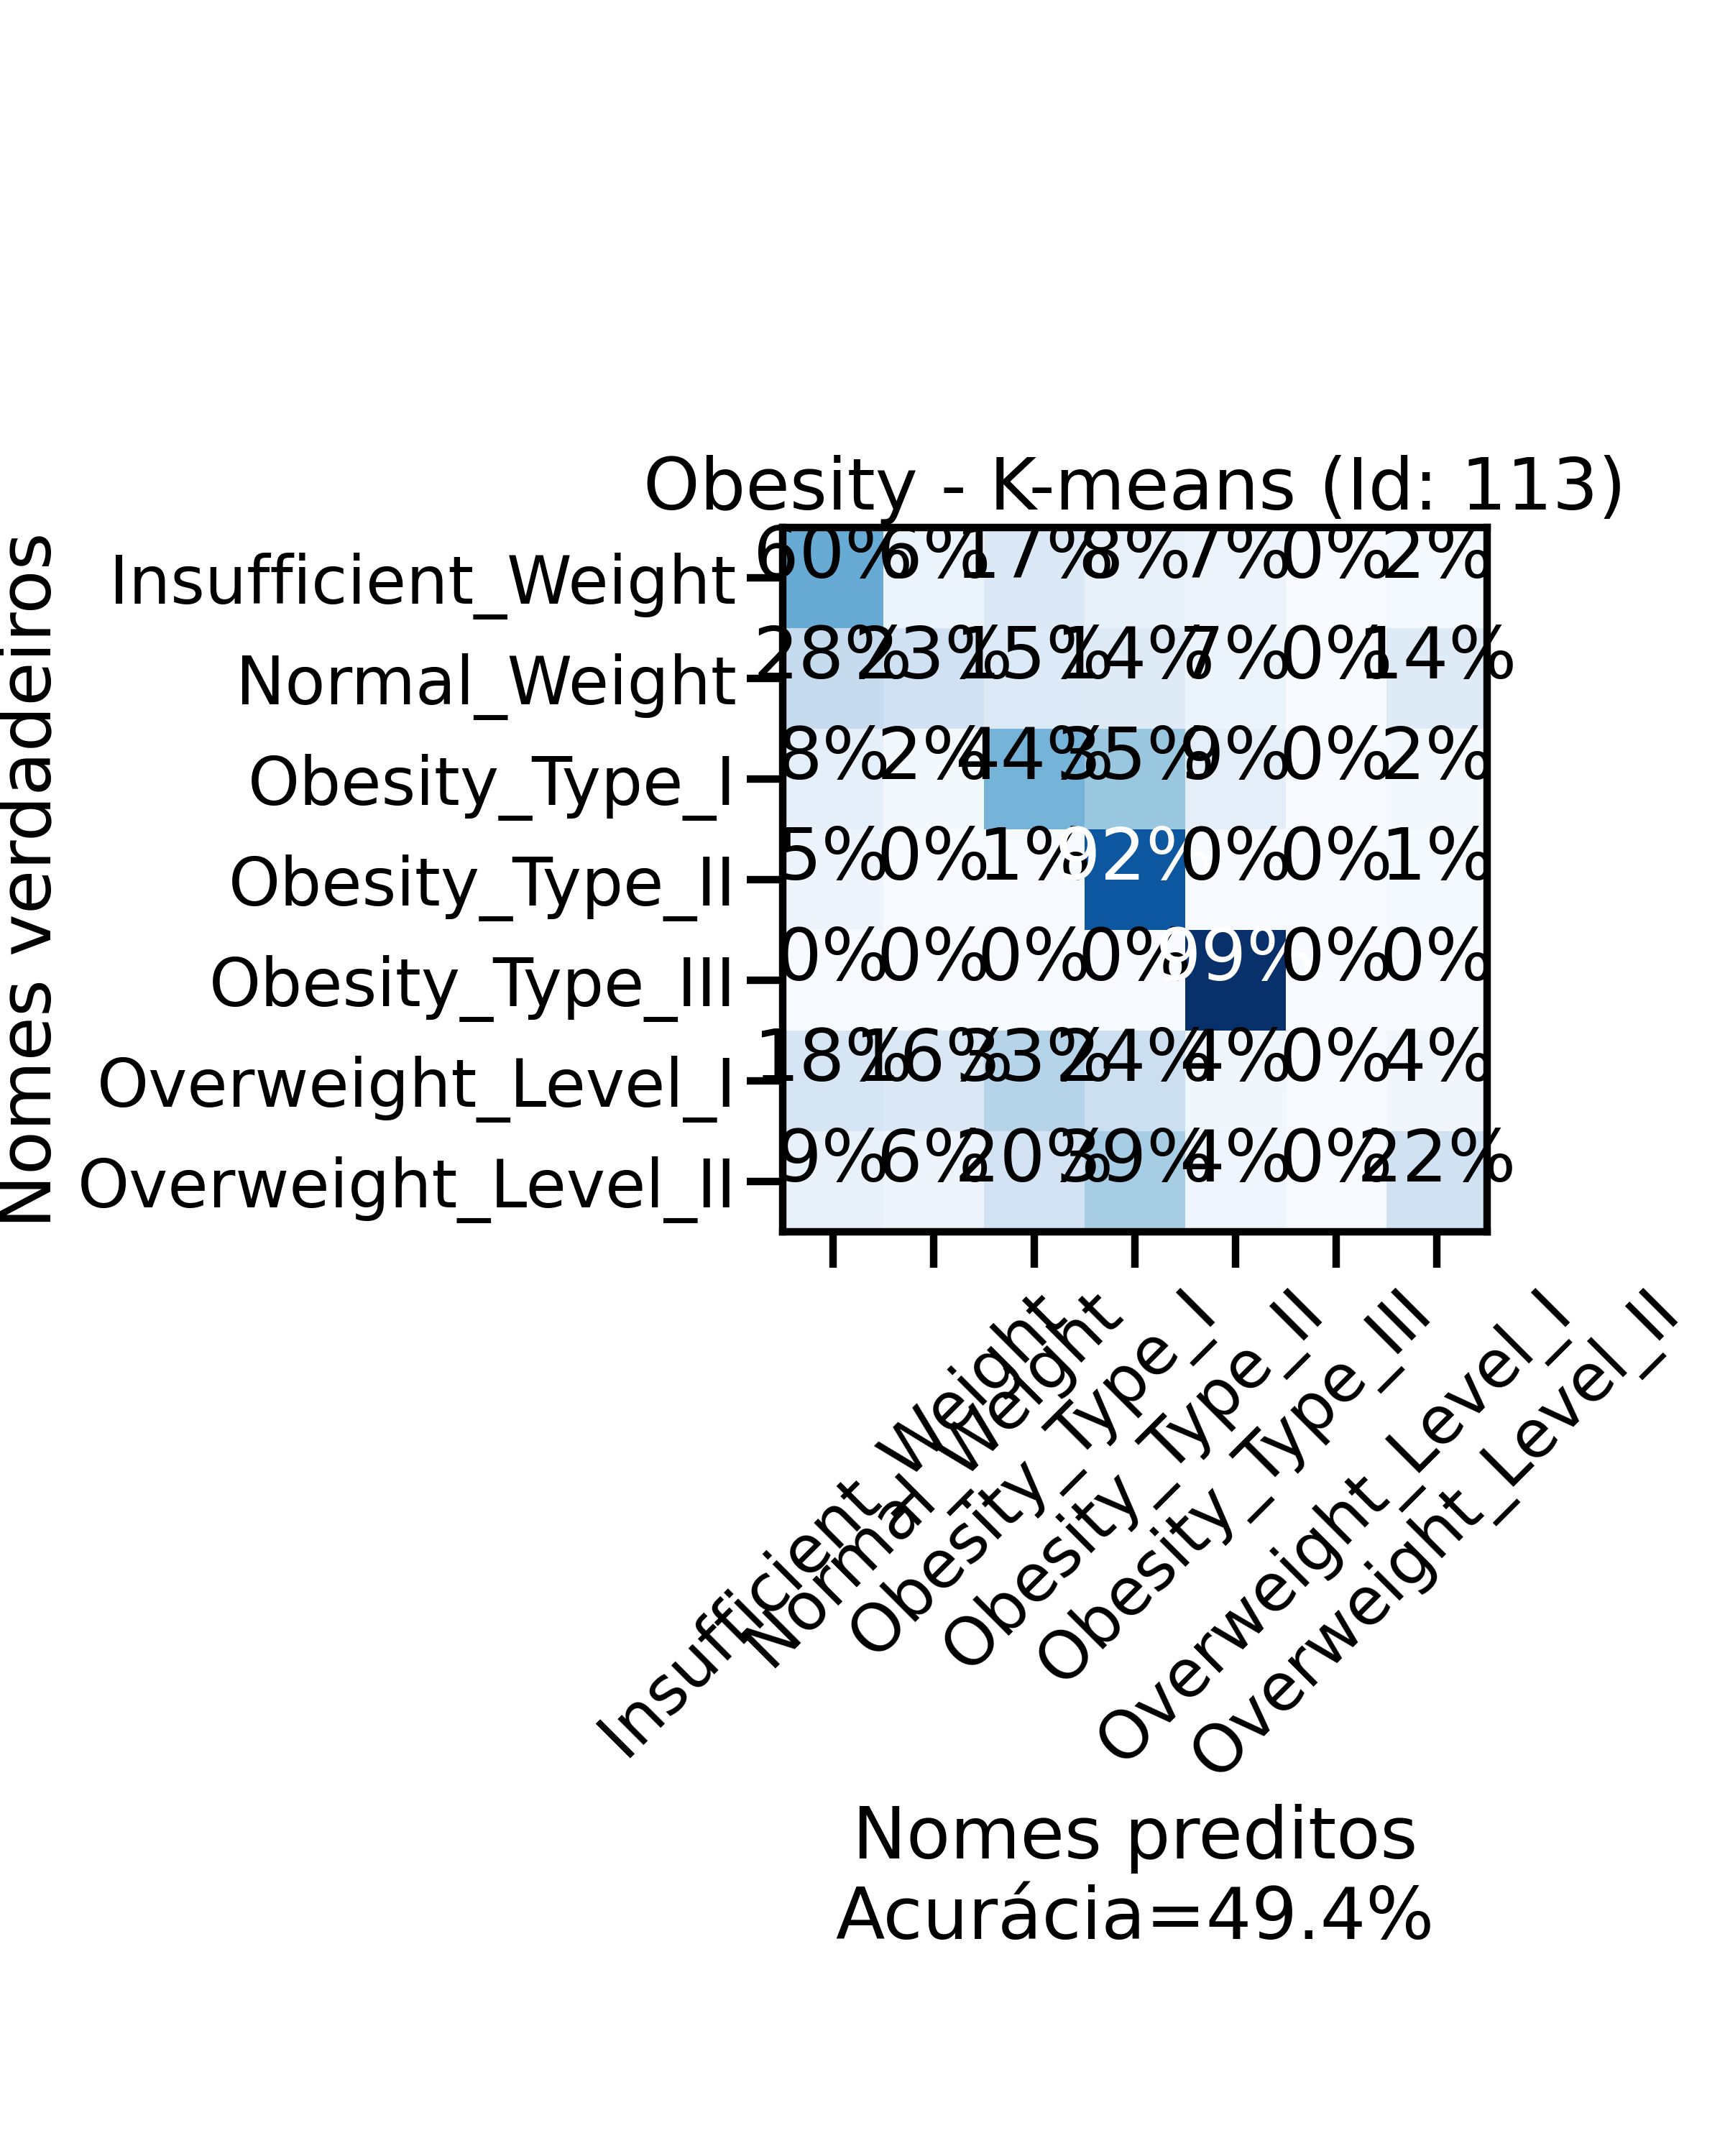 Obesity - K-means (Id: 113)
Nomes verdadeiros
Insufficient_Weight 60% 6% 17% 8% 7% 0% 2%
Normal_Weight 28% 23% 15% 14% 7% 0% 14%
Obesity_Type_I 8% 2% 44% 35% 9% 0% 2%
Obesity_Type_II 5% 0% 1% 92% 0% 0% 1%
Obesity_Type_III 0% 0% 0% 0% 99% 0% 0%
Overweight_Level_I 18% 16% 33% 24% 4% 0% 4%
Overweight_Level_II 9% 6% 20% 39% 4% 0% 22%
Insufficient_Weight
Normal_Weight
Obesity_Type_I
Obesity_Type_II
Obesity_Type_III
Overweight_Level_I
Overweight_Level_II
Nomes preditos
Acurácia=49.4%